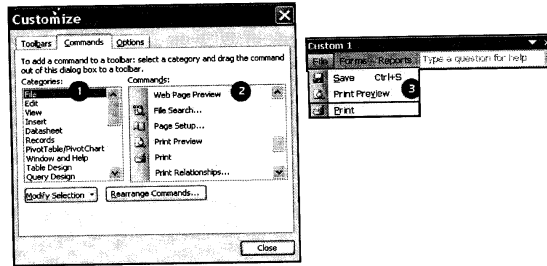 Customize
Toolbars Commands Options
To add a command to a toolbar: select a category and drag the command
out of this dialog box to a toolbar.
Categories:
File
Edit
View
Insert
Datasheet
Records
PivotTable/PivotChart
Window and Help
Table Design
Query Design
1
Commands:
Web Page Preview
File Search...
Page Setup...
Print Preview
Print
Print Relationships...
2
Modify Selection
Rearrange Commands...
Close
Custom 1
File Forms Reports Type a question for help
Save Ctrl+S
Print Preview
Print
3